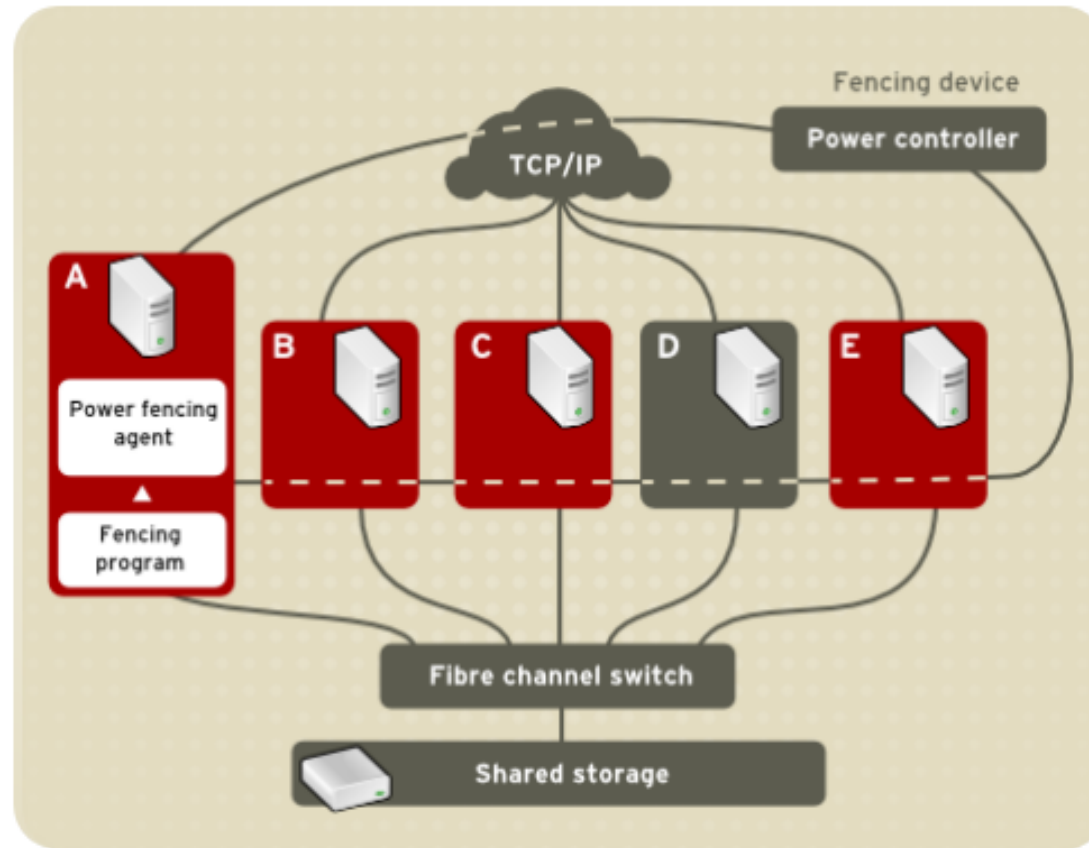 Fencing device
Power controller
TCP/IP
A
B
C
D
E
Power fencing
agent
Fencing
program
Fibre channel switch
Shared storage